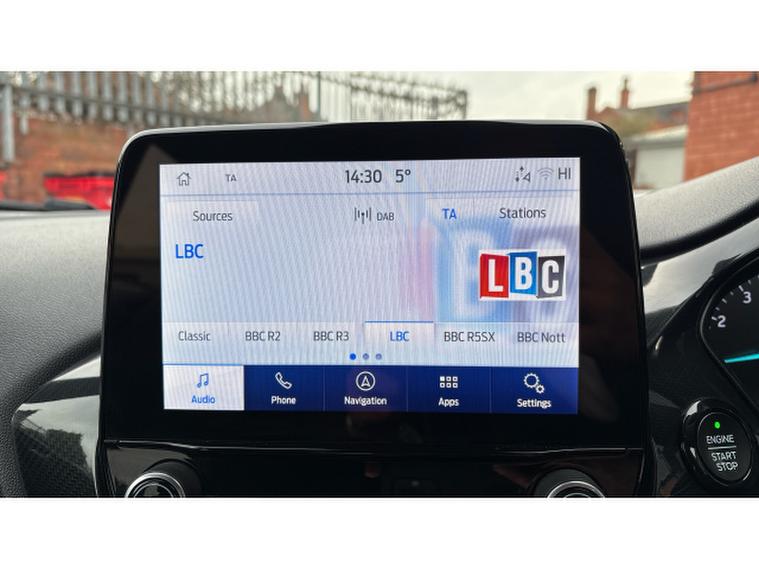 TA 14:30 5° HI
Sources DAB TA Stations
LBC
LBC
Classic BBC R2 BBC R3 LBC BBC R5SX BBC Nott
Audio Phone Navigation Apps Settings
2 3
ENGINE
START
STOP